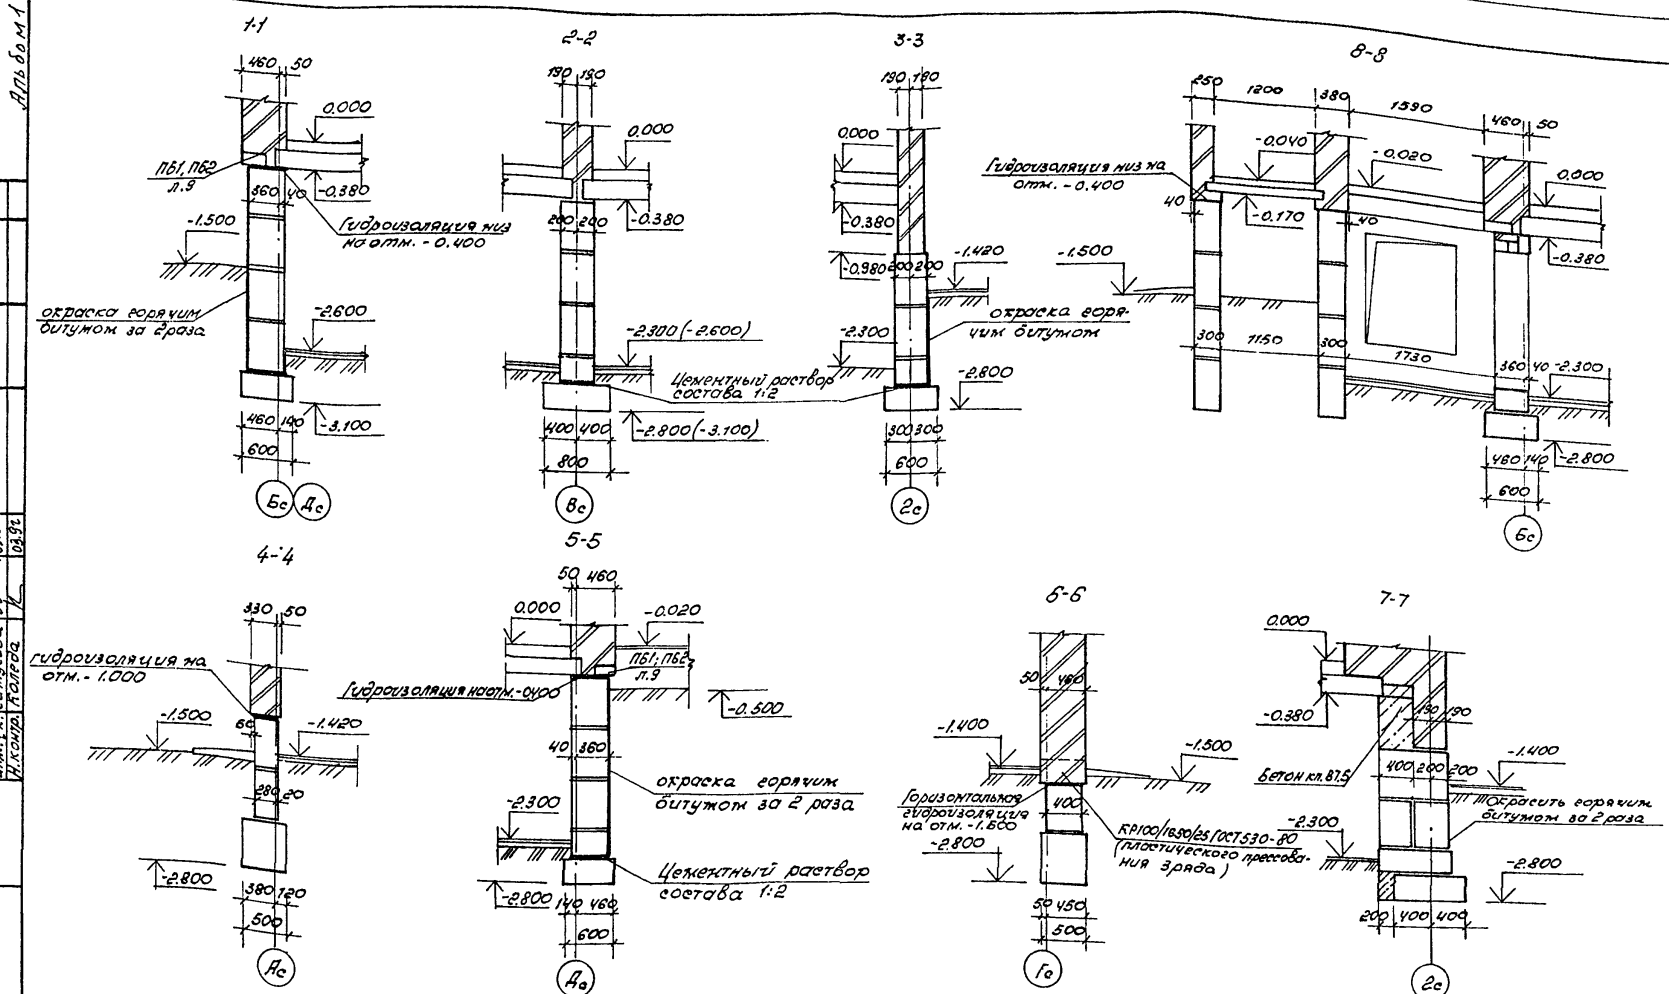 Альбом 1
1-1
460 50
0.000
ПБ1, ПБ2
л.9
360 40
-0.380
Гидроизоляция низ
на отм. - 0.400
-1.500
окраска горячим
битумом за 2 раза
-2.600
460 140
-3.100
600
Бс Дс
2-2
190 190
0.000
200 200
-0.380
-2.300 (-2.600)
Цементный раствор
состава 1:2
400 400
-2.800 (-3.100)
800
Вс
3-3
190 190
0.000
-0.380
-0.980 200 200
-1.420
окраска горя-
чим битумом
-2.300
-2.800
300 300
600
2с
8-8
250 1200 380 1590 460 50
-0.040
-0.020
0.000
Гидроизоляция низ на
отм. - 0.400
40
-0.170
40
-0.380
-1.500
300 1150 300 1730 360 40
-2.300
460 140
-2.800
600
Бс
4-4
330 50
гидроизоляция на
отм. - 1.000
-1.500
60
-1.420
280 20
-2.800
380 120
500
Ас
5-5
50 460
0.000
-0.020
ПБ1; ПБ2
л.9
Гидроизоляция на отм. -0.400
-0.500
40 360
окраска горячим
битумом за 2 раза
-2.300
Цементный раствор
состава 1:2
-2.800
140 460
600
6-6
50 460
-1.400
-1.500
Горизонтальная
гидроизоляция
на отм. -1.600
400
КР100/1650/25 ГОСТ 530-80
(пластического прессова-
ния 3 ряда)
-2.800
50 450
500
7-7
0.000
-0.380
190 190
Бетон кл. В7.5
400 200 200
-1.400
Окрасить горячим
битумом за 2 раза
-2.300
-2.800
200 400 400
2с
Н.контр. Каледа
03.92